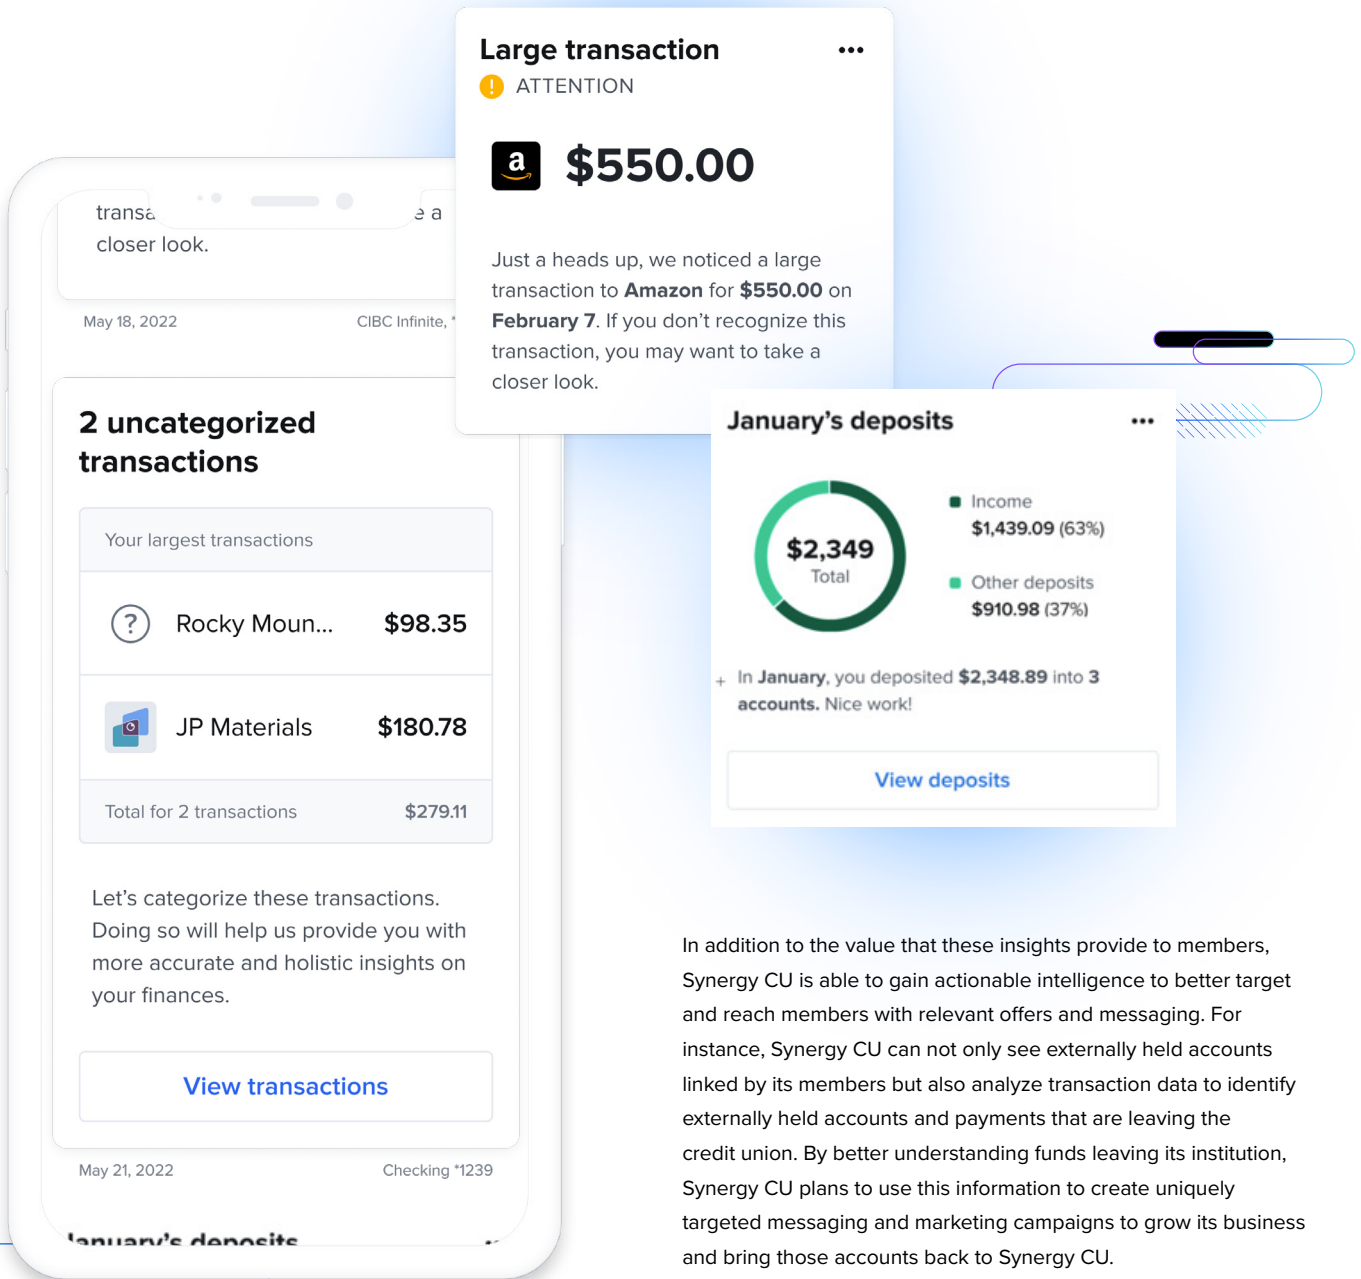 Large transaction
ATTENTION
$550.00
Just a heads up, we noticed a large
transaction to Amazon for $550.00 on
February 7. If you don’t recognize this
transaction, you may want to take a
closer look.
e a
closer look.
May 18, 2022
CIBC Infinite, *
2 uncategorized
transactions
Your largest transactions
Rocky Moun... $98.35
JP Materials $180.78
Total for 2 transactions $279.11
Let’s categorize these transactions.
Doing so will help us provide you with
more accurate and holistic insights on
your finances.
View transactions
May 21, 2022
Checking *1239
January’s deposits
January’s deposits
$2,349
Total
Income
$1,439.09 (63%)
Other deposits
$910.98 (37%)
In January, you deposited $2,348.89 into 3
accounts. Nice work!
View deposits
In addition to the value that these insights provide to members,
Synergy CU is able to gain actionable intelligence to better target
and reach members with relevant offers and messaging. For
instance, Synergy CU can not only see externally held accounts
linked by its members but also analyze transaction data to identify
externally held accounts and payments that are leaving the
credit union. By better understanding funds leaving its institution,
Synergy CU plans to use this information to create uniquely
targeted messaging and marketing campaigns to grow its business
and bring those accounts back to Synergy CU.